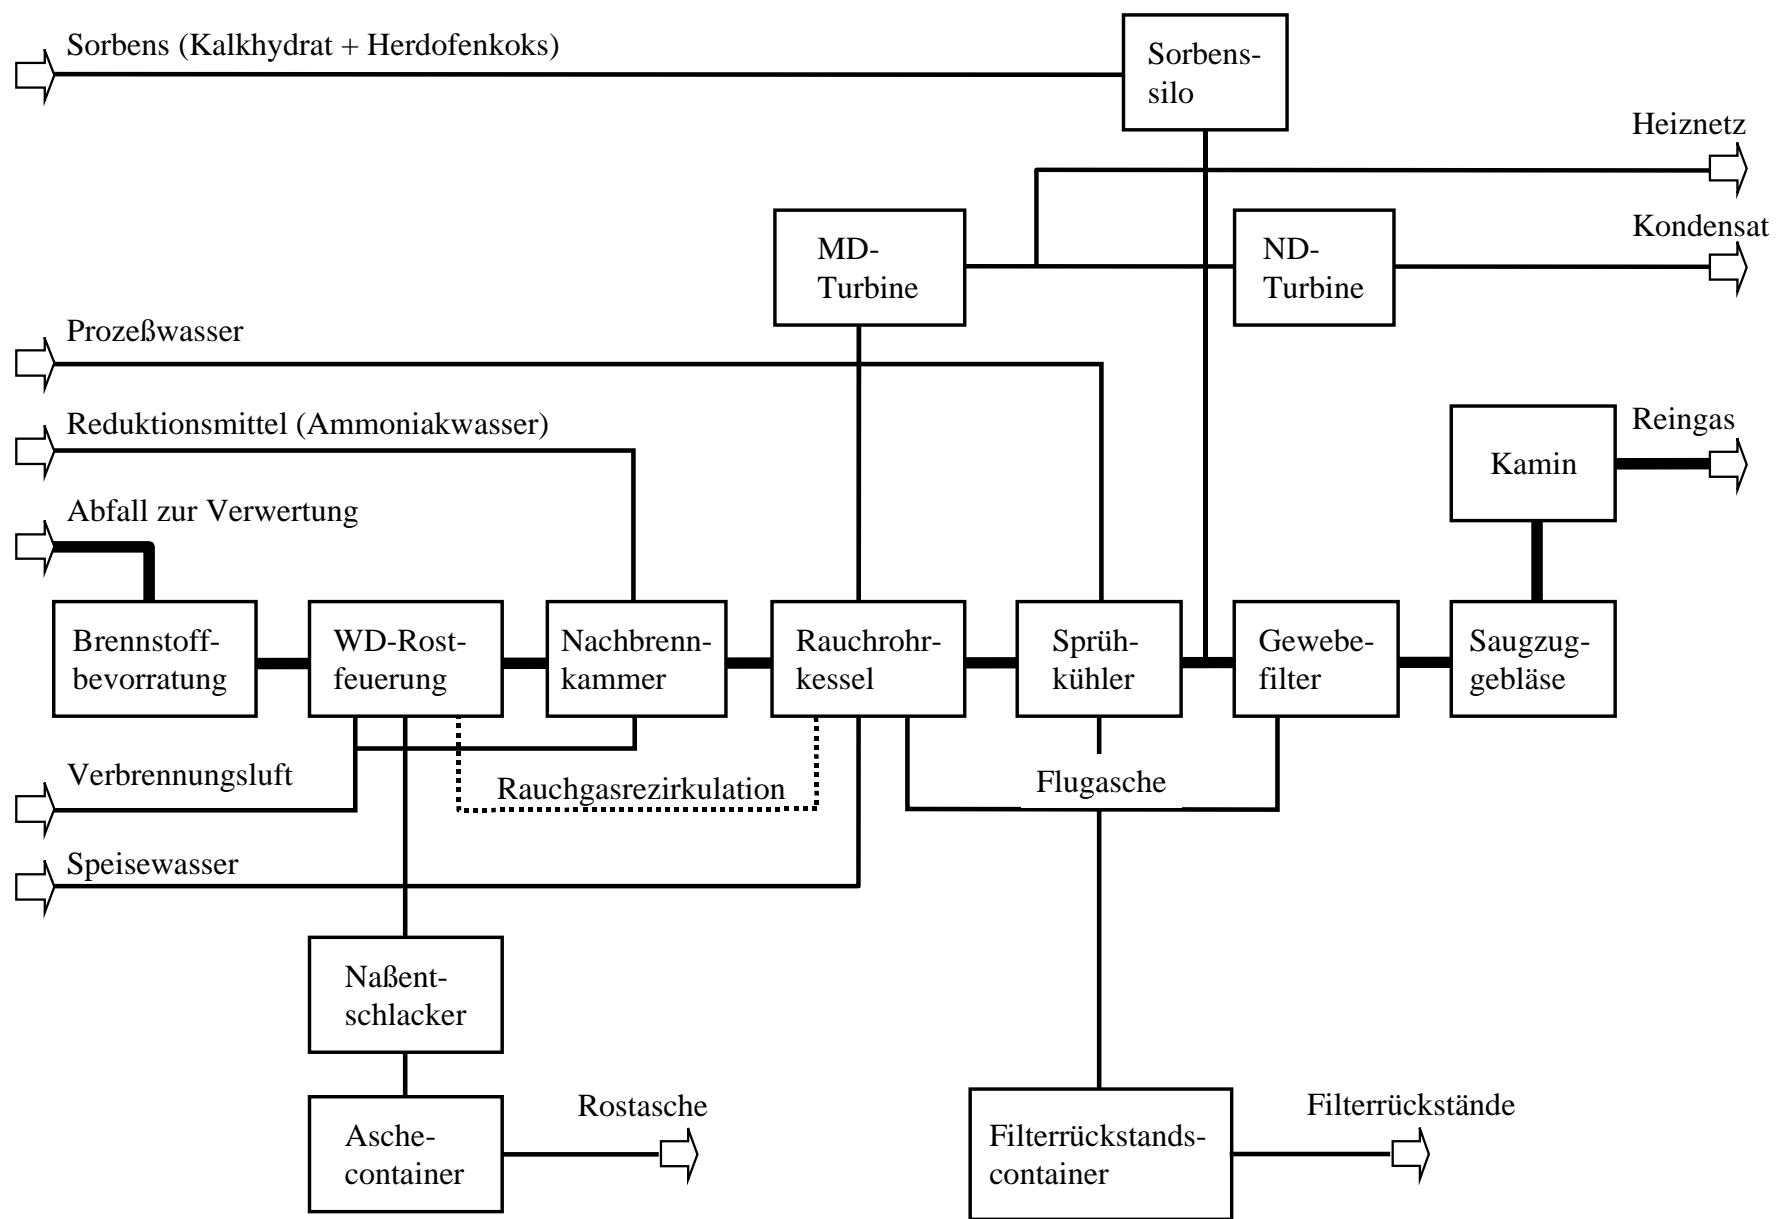 Sorbens (Kalkhydrat + Herdofenkoks)
Sorbens-
silo
Heiznetz
MD-
Turbine
ND-
Turbine
Kondensat
Prozeßwasser
Reduktionsmittel (Ammoniakwasser)
Kamin
Reingas
Abfall zur Verwertung
Brennstoff-
bevorratung
WD-Rost-
feuerung
Nachbrenn-
kammer
Rauchrohr-
kessel
Sprüh-
kühler
Gewebe-
filter
Saugzug-
gebläse
Verbrennungsluft
Rauchgasrezirkulation
Flugasche
Speisewasser
Naßent-
schlacker
Asche-
container
Rostasche
Filterrückstands-
container
Filterrückstände